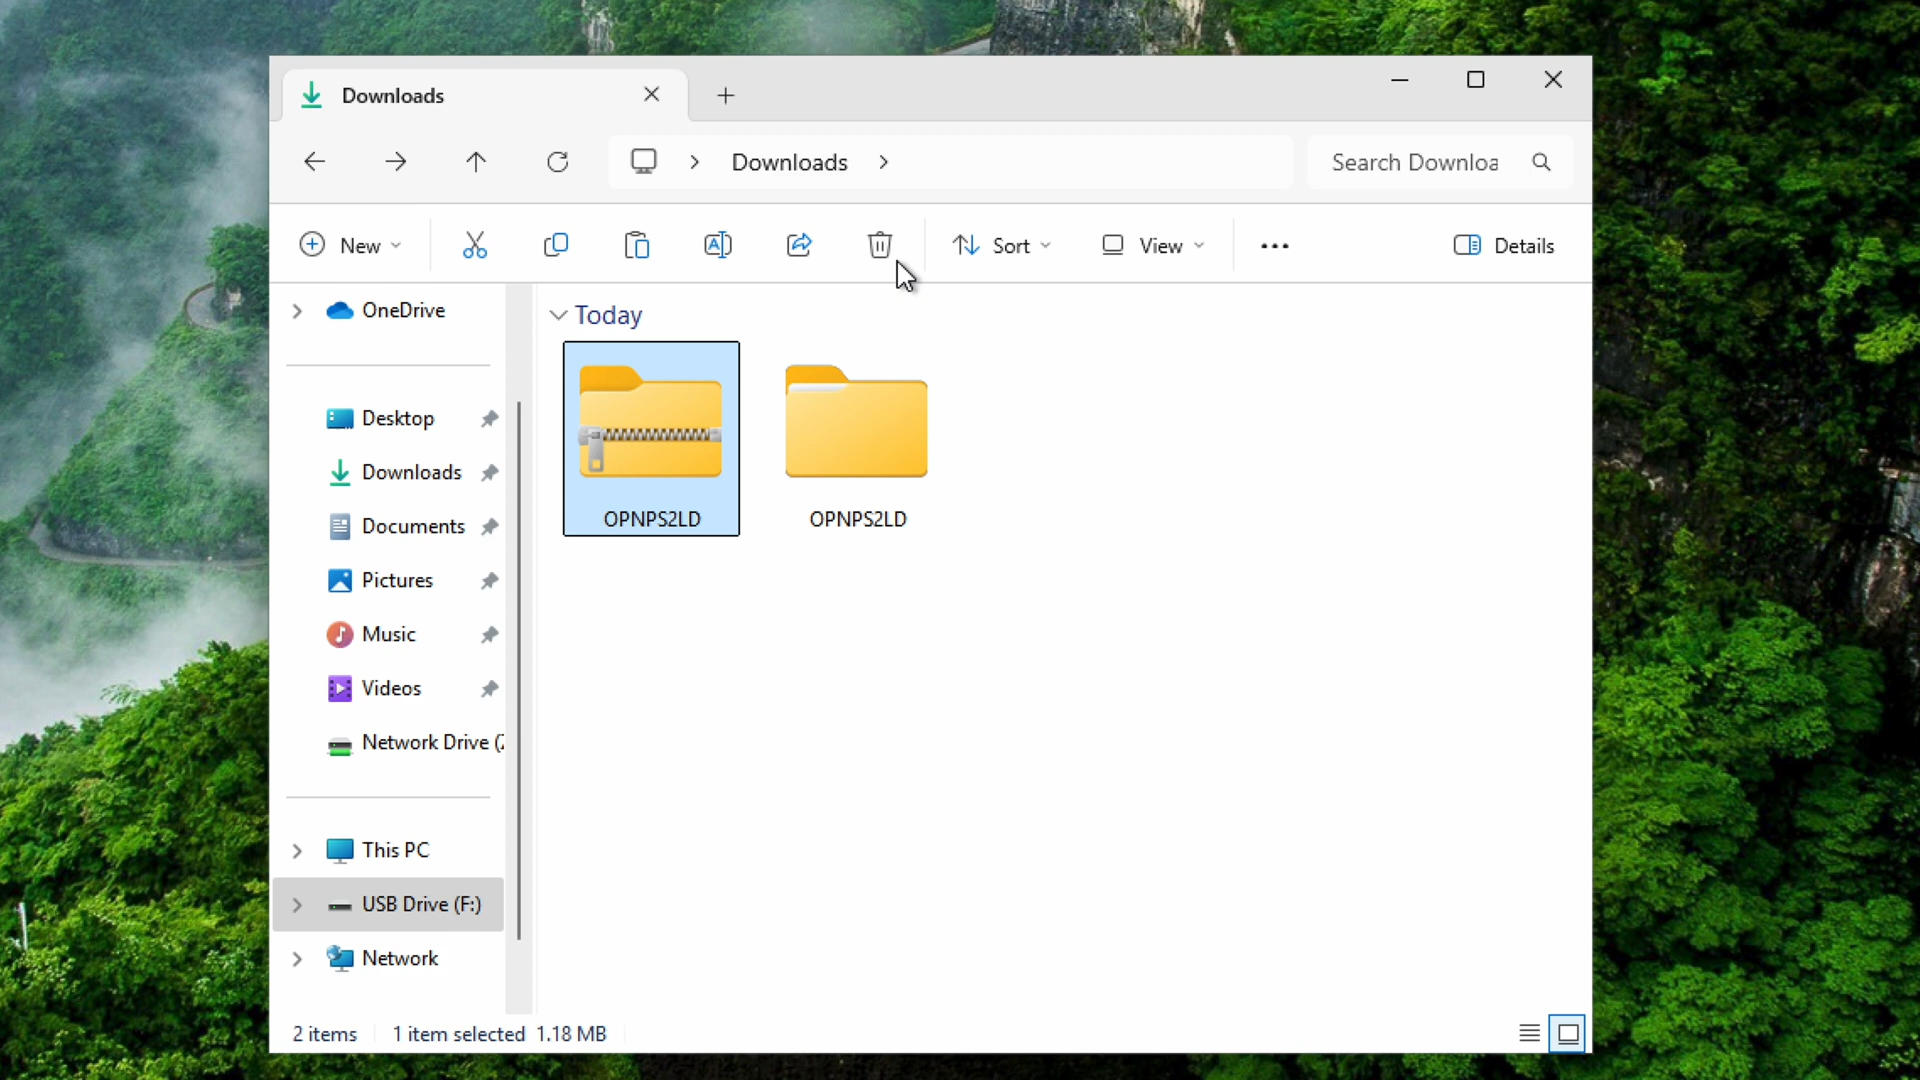 Downloads
Downloads
Search Downloa
New
Sort
View
Details
OneDrive
Desktop
Downloads
Documents
Pictures
Music
Videos
Network Drive (Z
This PC
USB Drive (F:)
Network
Today
OPNPS2LD
OPNPS2LD
2 items
1 item selected 1.18 MB